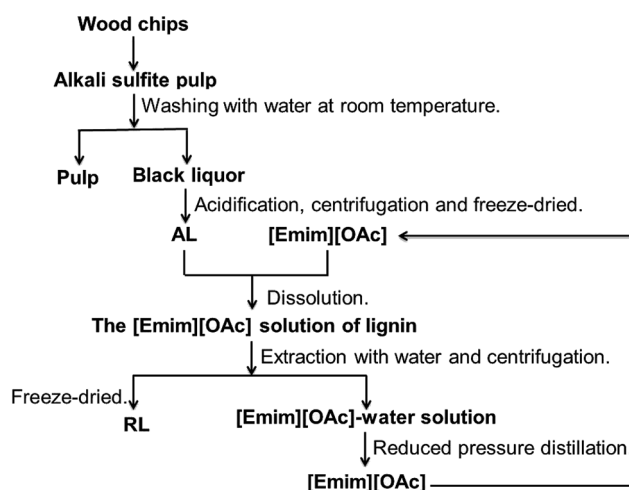 Wood chips
Alkali sulfite pulp
Washing with water at room temperature.
Pulp
Black liquor
Acidification, centrifugation and freeze-dried.
AL
[Emim][OAc]
Dissolution.
The [Emim][OAc] solution of lignin
Extraction with water and centrifugation.
Freeze-dried.
RL
[Emim][OAc]-water solution
Reduced pressure distillation
[Emim][OAc]